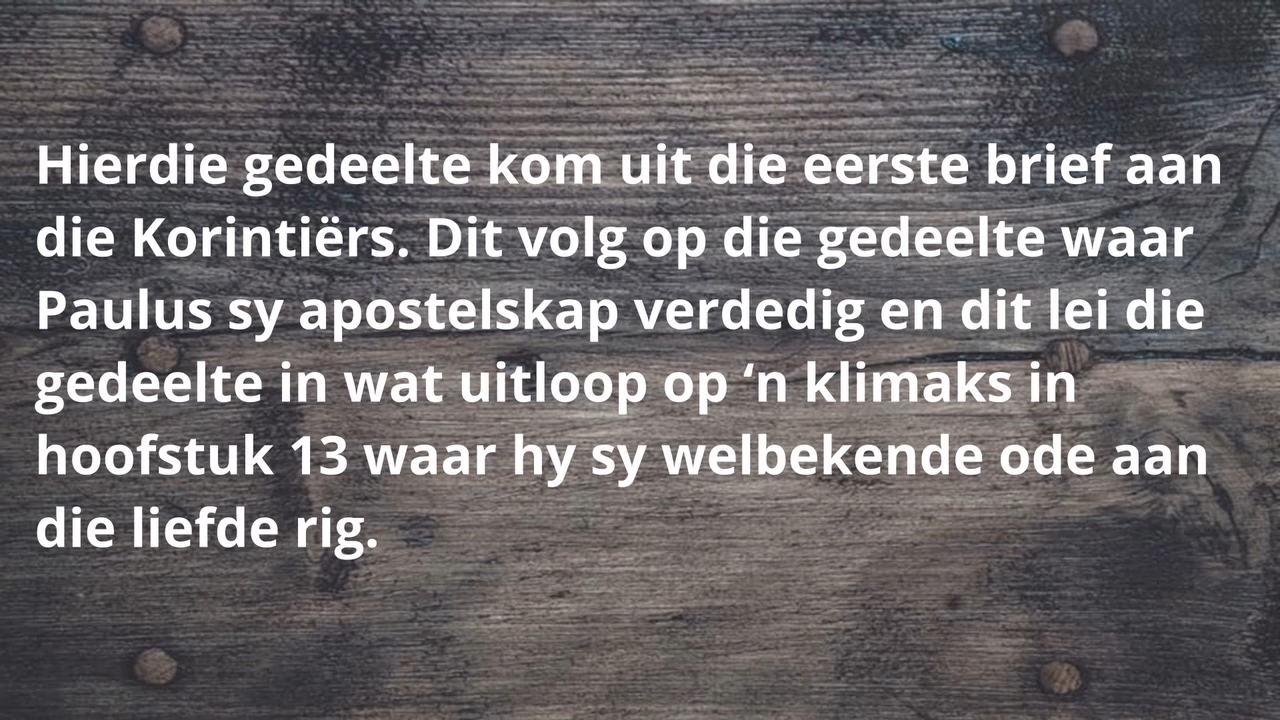 Hierdie gedeelte kom uit die eerste brief aan
die Korintiërs. Dit volg op die gedeelte waar
Paulus sy apostelskap verdedig en dit lei die
gedeelte in wat uitloop op ‘n klimaks in
hoofstuk 13 waar hy sy welbekende ode aan
die liefde rig.